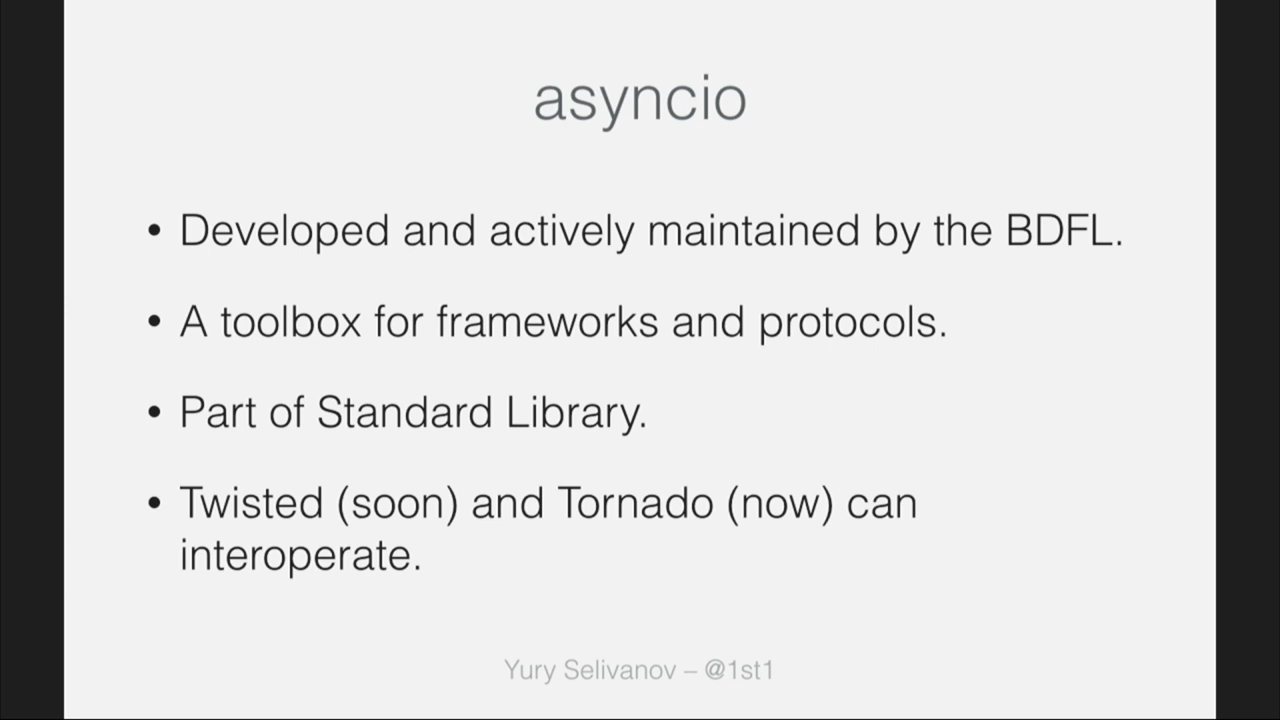 asyncio
• Developed and actively maintained by the BDFL.
• A toolbox for frameworks and protocols.
• Part of Standard Library.
• Twisted (soon) and Tornado (now) can
interoperate.
Yury Selivanov – @1st1